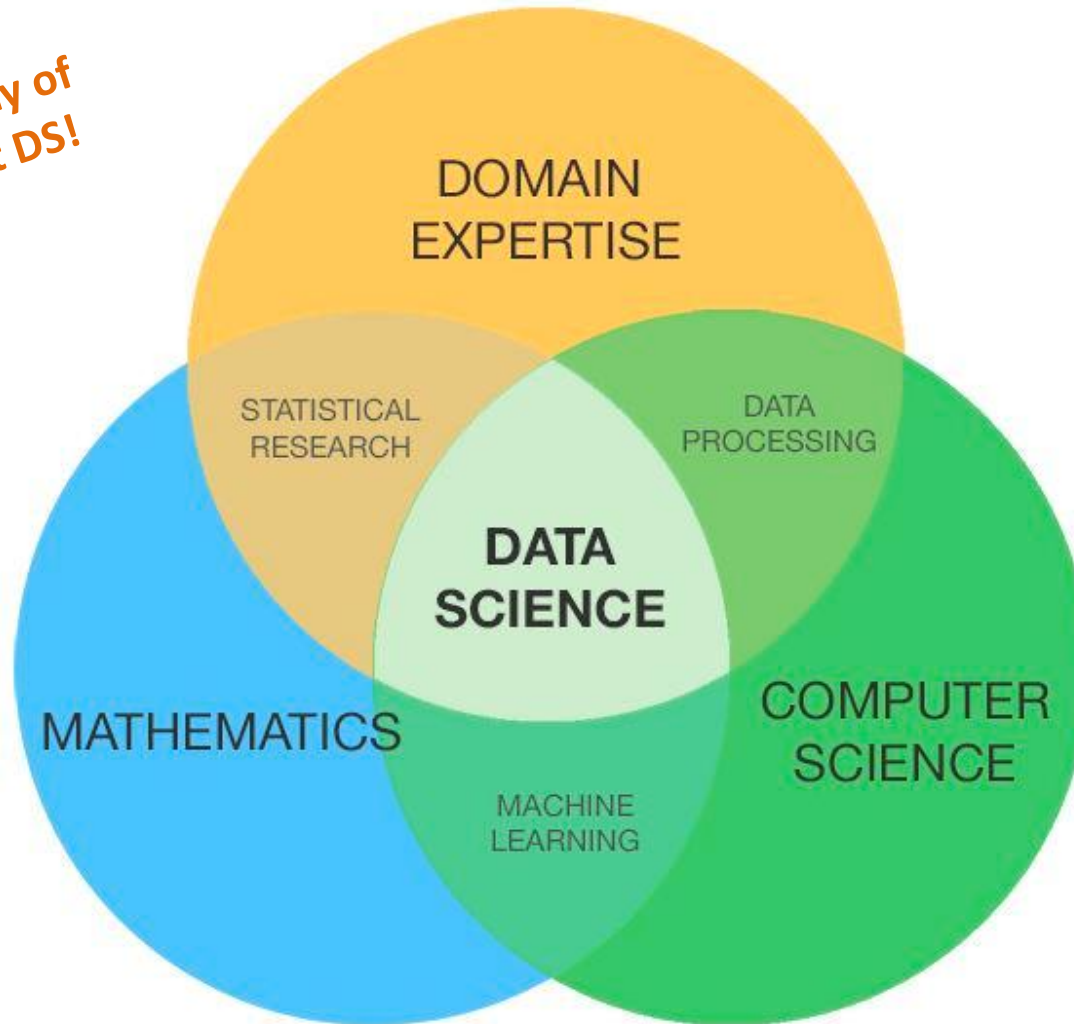 of
DS!
DOMAIN
EXPERTISE
STATISTICAL
RESEARCH
DATA
PROCESSING
DATA
SCIENCE
MATHEMATICS
COMPUTER
SCIENCE
MACHINE
LEARNING